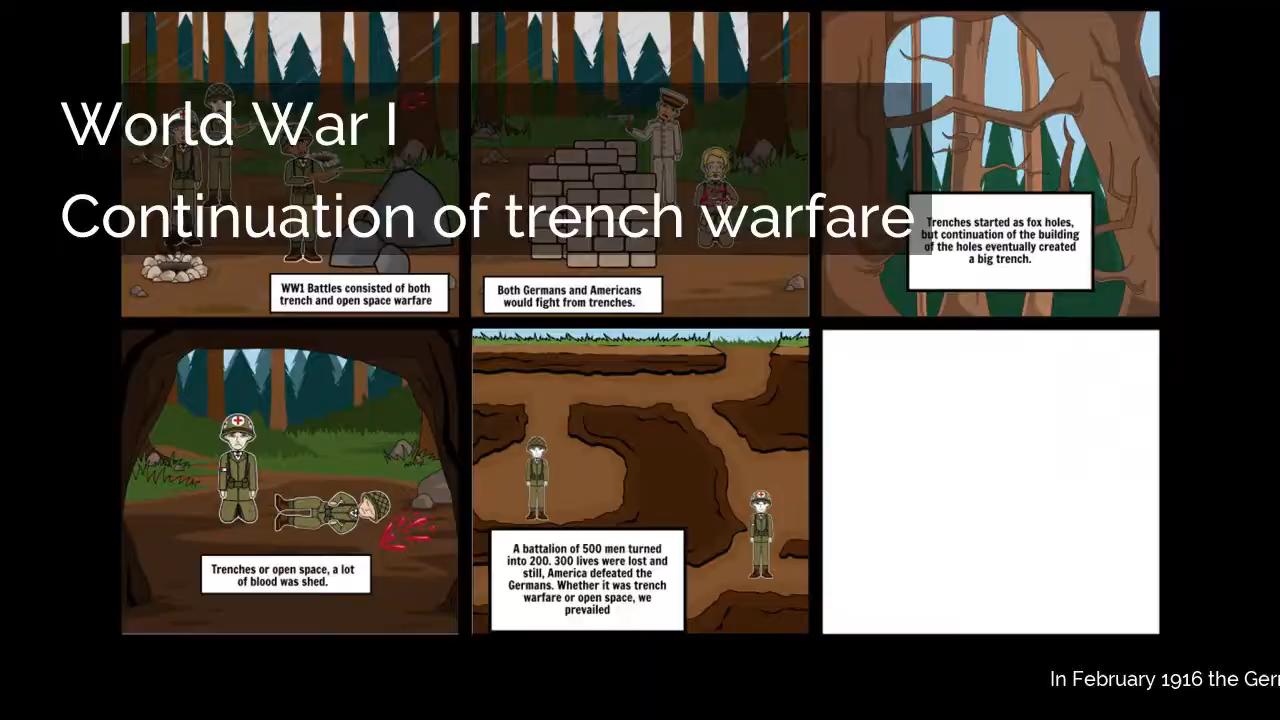 World War I
Continuation of trench warfare
WW1 Battles consisted of both
trench and open space warfare
Both Germans and Americans
would fight from trenches.
Trenches started as fox holes,
but continuation of the building
of the holes eventually created
a big trench.
Trenches or open space, a lot
of blood was shed.
A battalion of 500 men turned
into 200. 300 lives were lost and
still, America defeated the
Germans. Whether it was trench
warfare or open space, we
prevailed
In February 1916 the